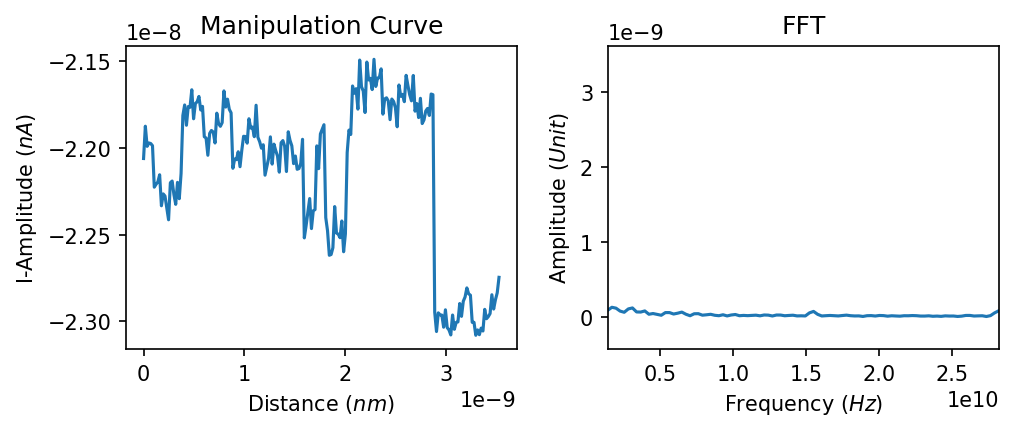 Manipulation Curve
1e−8
−2.15
−2.20
−2.25
−2.30
I-Amplitude (nA)
0 1 2 3
1e−9
Distance (nm)
FFT
1e−9
3
2
1
0
Amplitude (Unit)
0.5 1.0 1.5 2.0 2.5
1e10
Frequency (Hz)